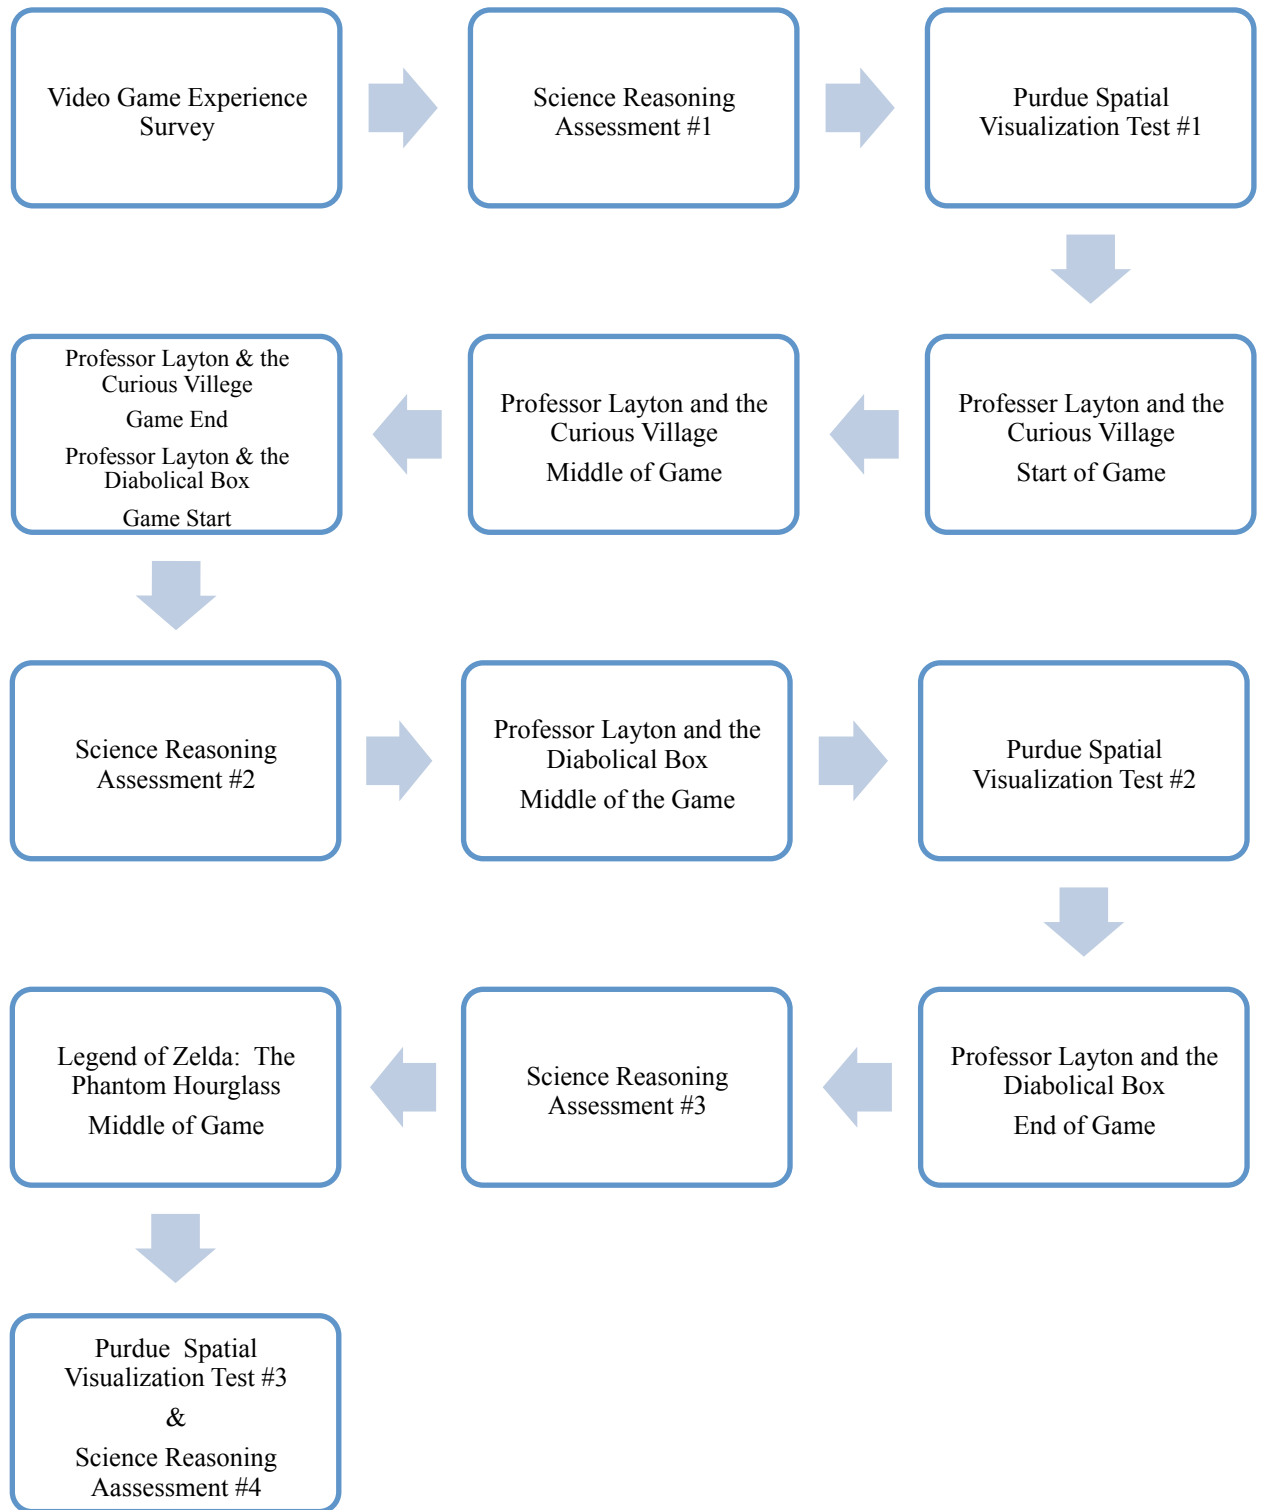 Video Game Experience
Survey
Science Reasoning
Assessment #1
Purdue Spatial
Visualization Test #1
Professer Layton and the
Curious Village
Start of Game
Professor Layton and the
Curious Village
Middle of Game
Professor Layton & the
Curious Villege
Game End
Professor Layton & the
Diabolical Box
Game Start
Science Reasoning
Assessment #2
Professor Layton and the
Diabolical Box
Middle of the Game
Purdue Spatial
Visualization Test #2
Professor Layton and the
Diabolical Box
End of Game
Science Reasoning
Assessment #3
Legend of Zelda:  The
Phantom Hourglass
Middle of Game
Purdue  Spatial
Visualization Test #3
&
Science Reasoning
Aassessment #4